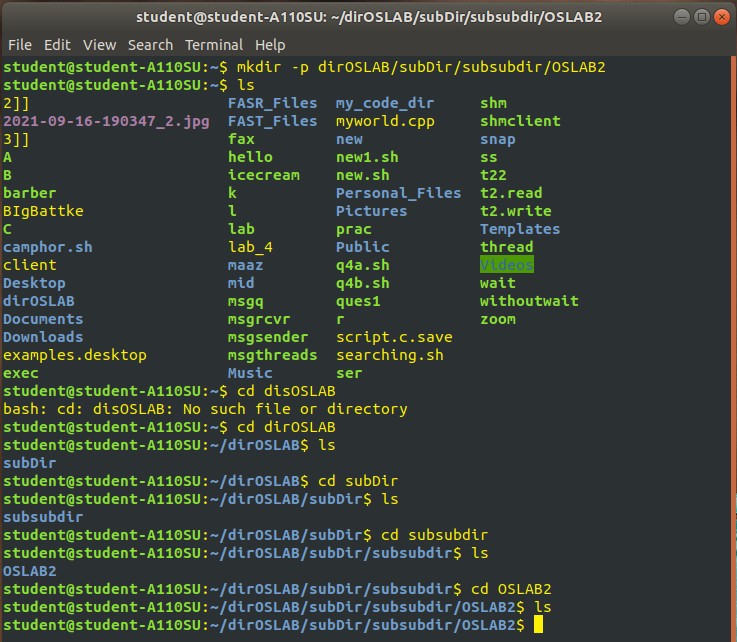 student@student-A110SU: ~/dirOSLAB/subDir/subsubdir/OSLAB2
File Edit View Search Terminal Help
student@student-A110SU:~$ mkdir -p dirOSLAB/subDir/subsubdir/OSLAB2
student@student-A110SU:~$ ls
2]] FASR_Files my_code_dir shm
2021-09-16-190347_2.jpg FAST_Files myworld.cpp shmclient
3]] fax new snap
A hello new1.sh ss
B icecream new.sh t22
barber k Personal_Files t2.read
BIgBattke l Pictures t2.write
C lab prac Templates
camphor.sh lab_4 Public thread
client maaz q4a.sh Videos
Desktop mid q4b.sh wait
dirOSLAB msgq ques1 withoutwait
Documents msgrcvr r zoom
Downloads msgsender script.c.save
examples.desktop msgthreads searching.sh
exec Music ser
student@student-A110SU:~$ cd disOSLAB
bash: cd: disOSLAB: No such file or directory
student@student-A110SU:~$ cd dirOSLAB
student@student-A110SU:~/dirOSLAB$ ls
subDir
student@student-A110SU:~/dirOSLAB$ cd subDir
student@student-A110SU:~/dirOSLAB/subDir$ ls
subsubdir
student@student-A110SU:~/dirOSLAB/subDir$ cd subsubdir
student@student-A110SU:~/dirOSLAB/subDir/subsubdir$ ls
OSLAB2
student@student-A110SU:~/dirOSLAB/subDir/subsubdir$ cd OSLAB2
student@student-A110SU:~/dirOSLAB/subDir/subsubdir/OSLAB2$ ls
student@student-A110SU:~/dirOSLAB/subDir/subsubdir/OSLAB2$